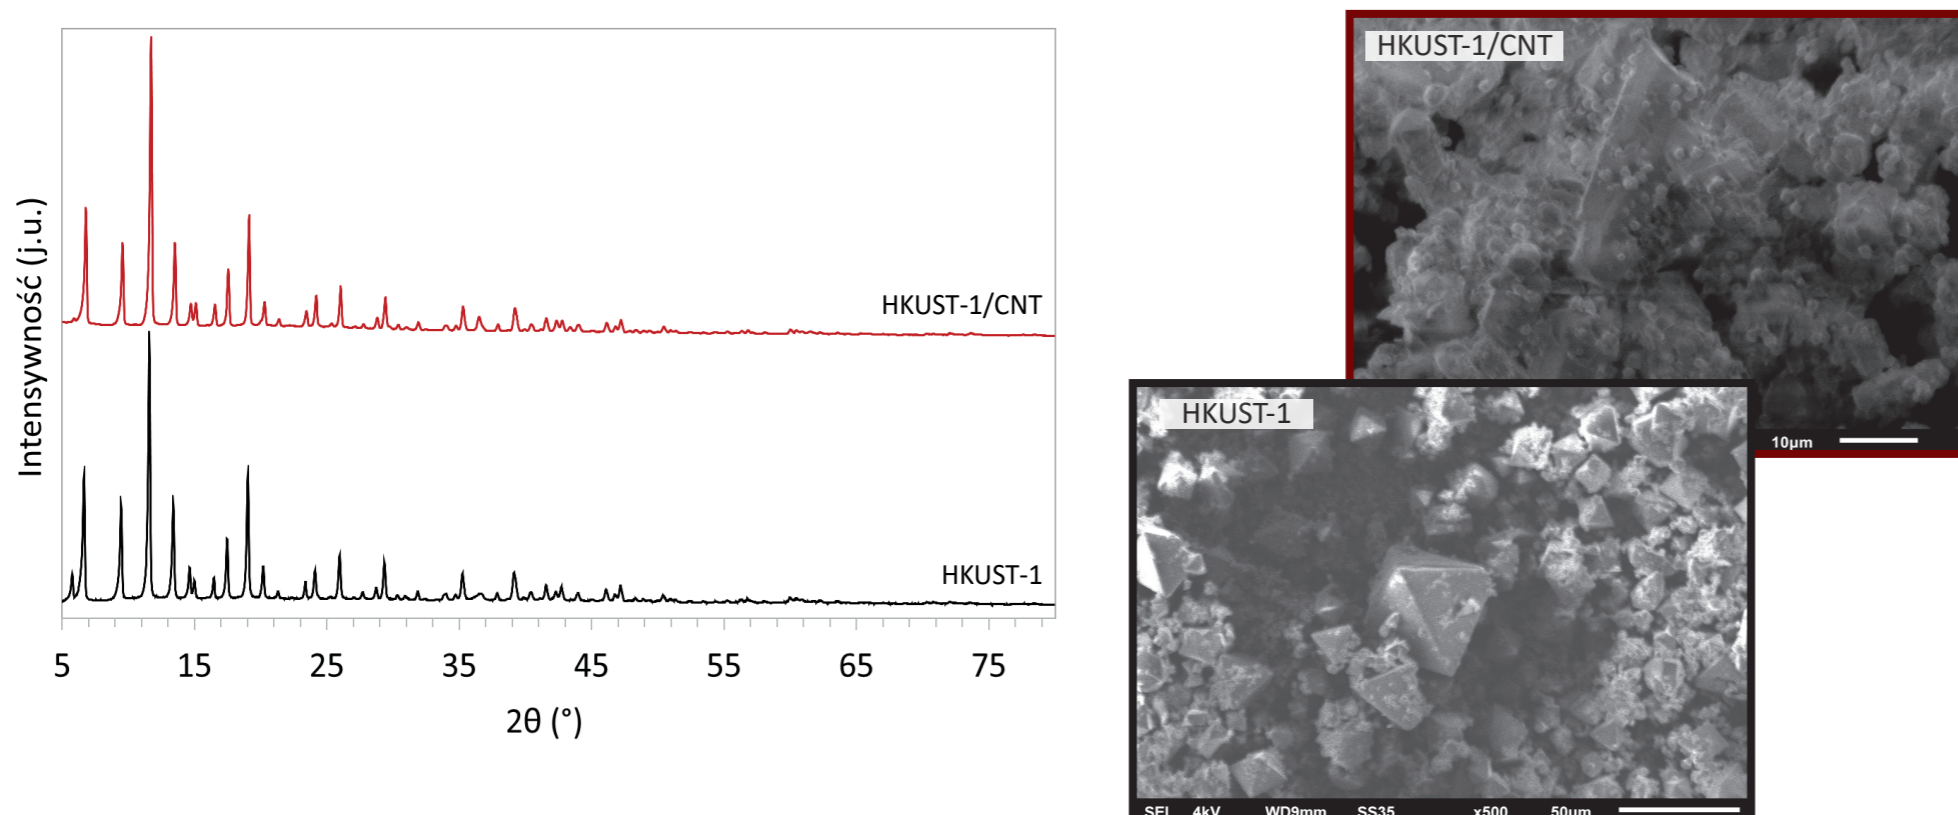 Intensywność (j.u.)
HKUST-1/CNT
HKUST-1
5 15 25 35 45 55 65 75
2θ (°)
HKUST-1/CNT
10μm
HKUST-1
SEI 4kV WD9mm SS35 x500 50μm